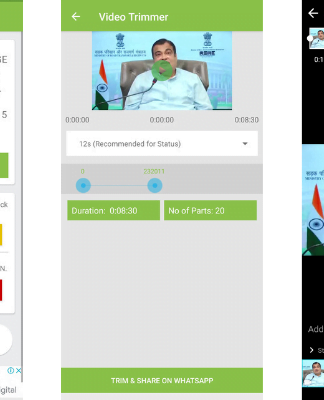 GE
5
ck
N.
gital
Video Trimmer
0:00:00
0:00:00
0:08:30
12s (Recommended for Status)
0
232011
Duration: 0:08:30
No of Parts: 20
TRIM & SHARE ON WHATSAPP
0:1
Add